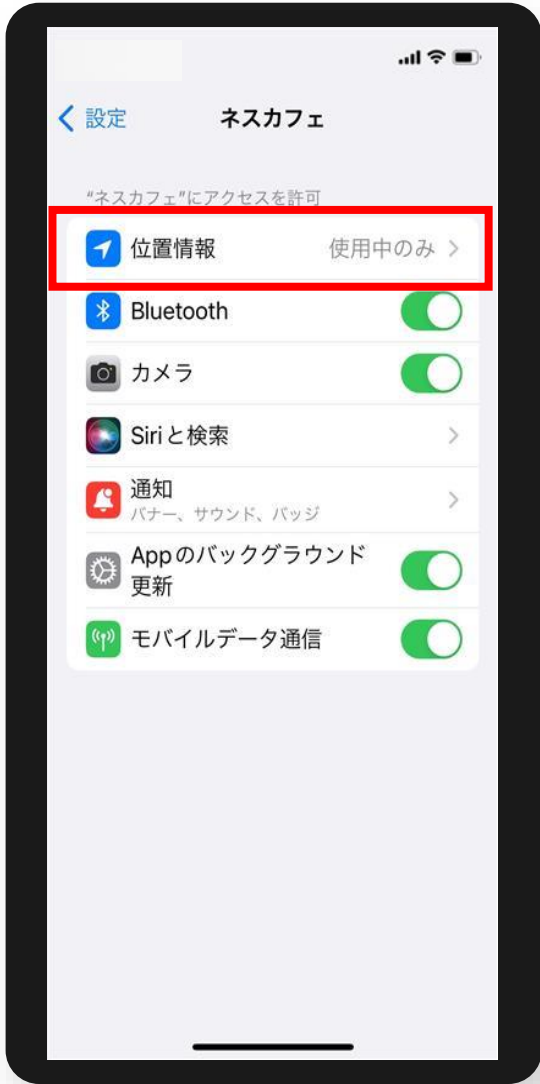 設定
ネスカフェ
“ネスカフェ”にアクセスを許可
位置情報 使用中のみ
Bluetooth
カメラ
Siriと検索
通知
バナー、サウンド、バッジ
Appのバックグラウンド
更新
モバイルデータ通信